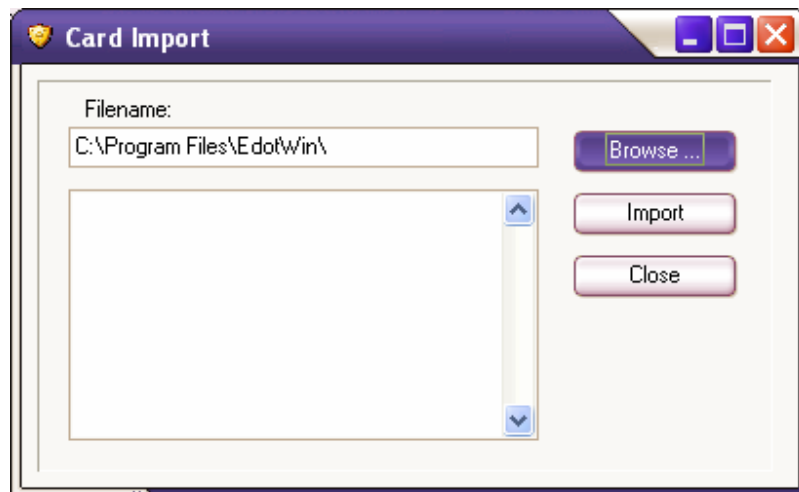 Card Import
Filename:
C:\Program Files\EdotWin\
Browse ...
Import
Close